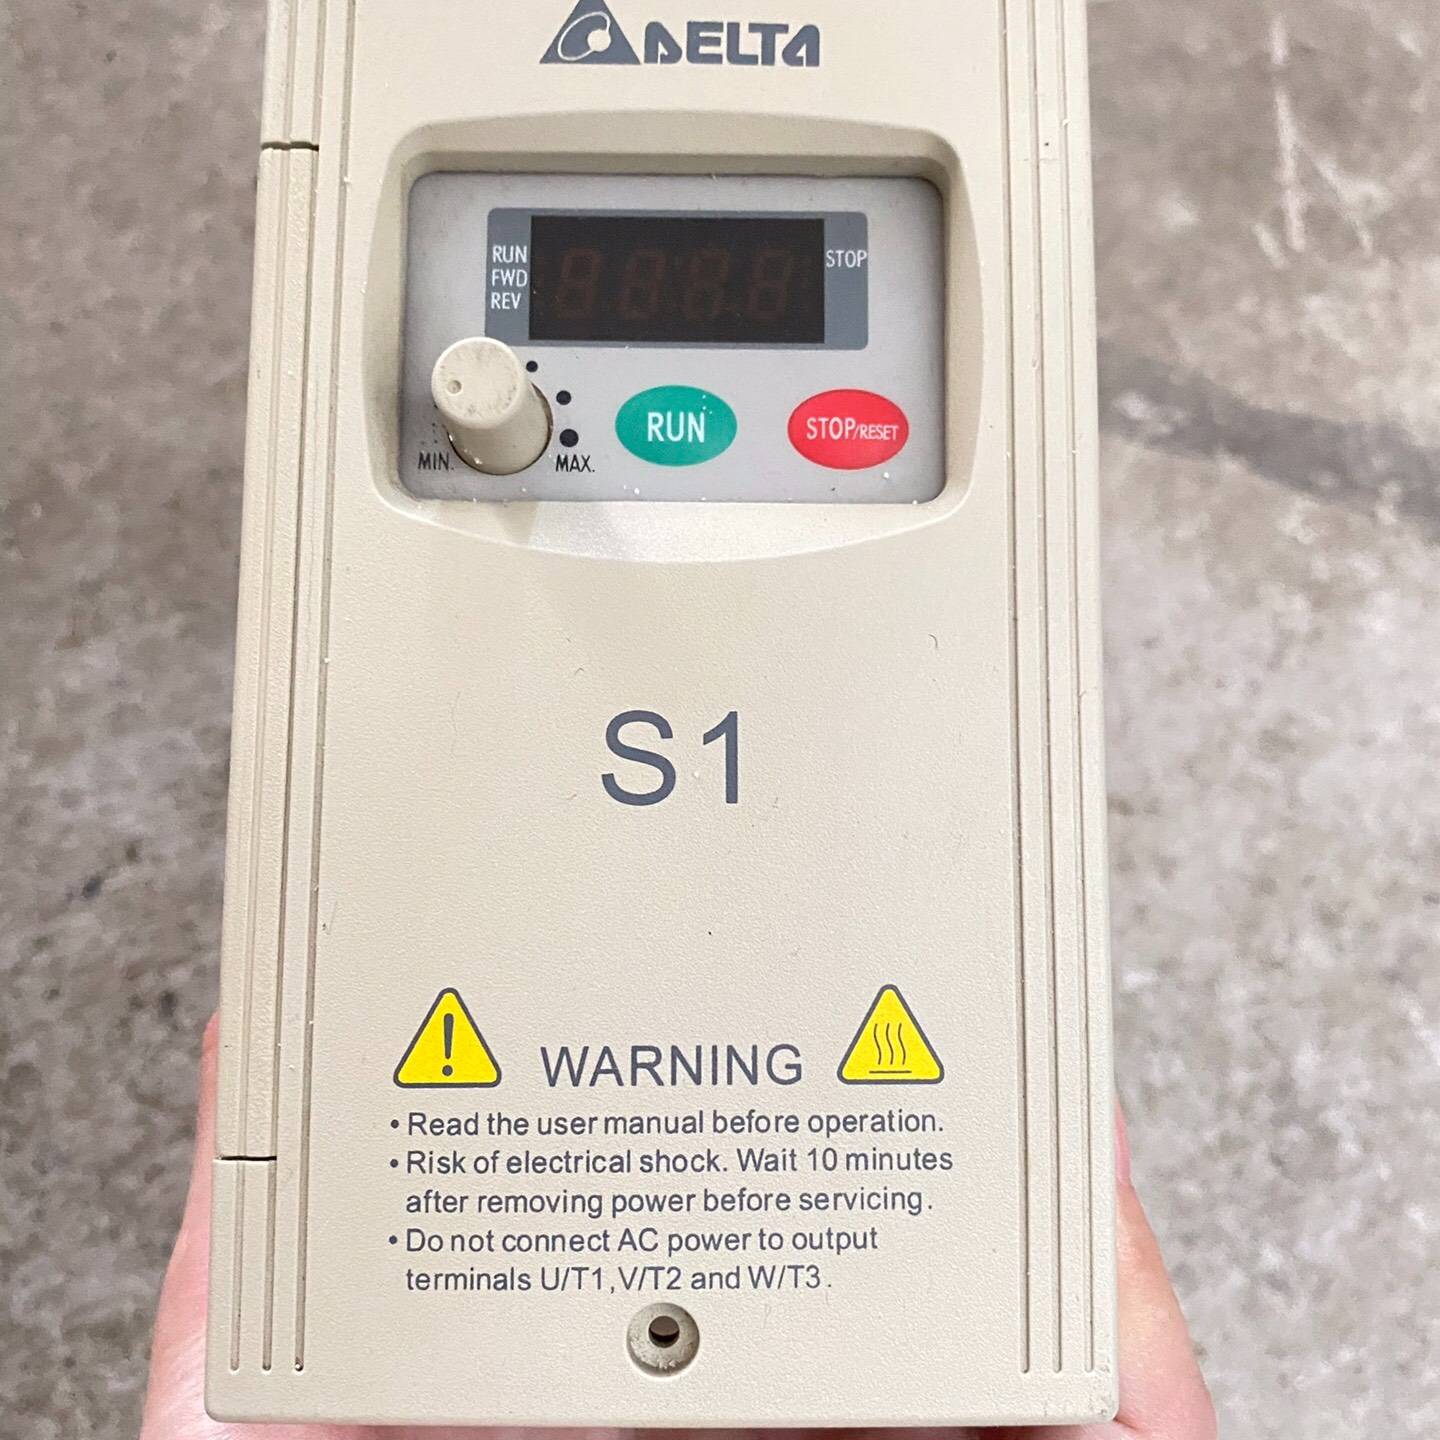 DELTA
RUN
FWD
REV
STOP
MIN.
MAX.
RUN
STOP/RESET
S1
WARNING
• Read the user manual before operation.
• Risk of electrical shock. Wait 10 minutes
after removing power before servicing.
• Do not connect AC power to output
terminals U/T1, V/T2 and W/T3.